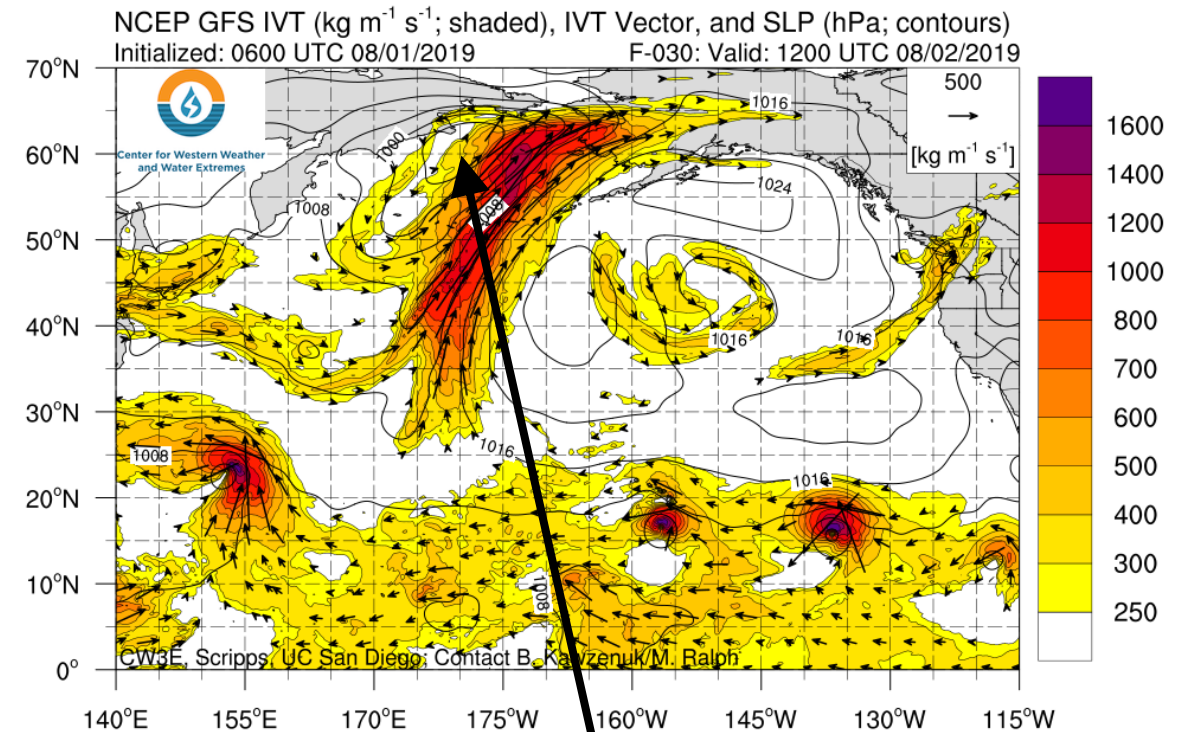 NCEP GFS IVT (kg m⁻¹ s⁻¹; shaded), IVT Vector, and SLP (hPa; contours)
Initialized: 0600 UTC 08/01/2019 F-030: Valid: 1200 UTC 08/02/2019
70°N
60°N
50°N
40°N
30°N
20°N
10°N
0°
Center for Western Weather
and Water Extremes
500
[kg m⁻¹ s⁻¹]
1016
1000
1024
1008
1008
1016
1016
1016
1008
1016
1008
CW3E, Scripps, UC San Diego; Contact B. Kawzenuk/M. Ralph
140°E 155°E 170°E 175°W 160°W 145°W 130°W 115°W
1600
1400
1200
1000
800
700
600
500
400
300
250